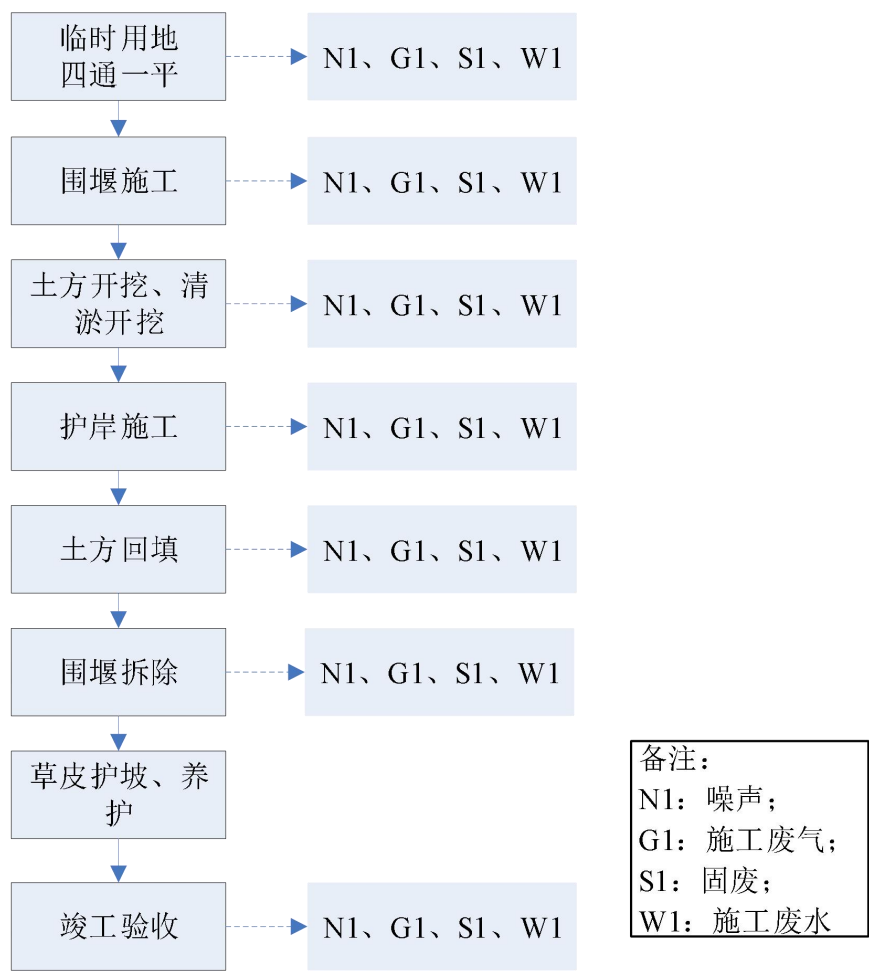 临时用地
四通一平
N1、G1、S1、W1
围堰施工
N1、G1、S1、W1
土方开挖、清
淤开挖
N1、G1、S1、W1
护岸施工
N1、G1、S1、W1
土方回填
N1、G1、S1、W1
围堰拆除
N1、G1、S1、W1
草皮护坡、养
护
竣工验收
N1、G1、S1、W1
备注：
N1：噪声；
G1：施工废气；
S1：固废；
W1：施工废水